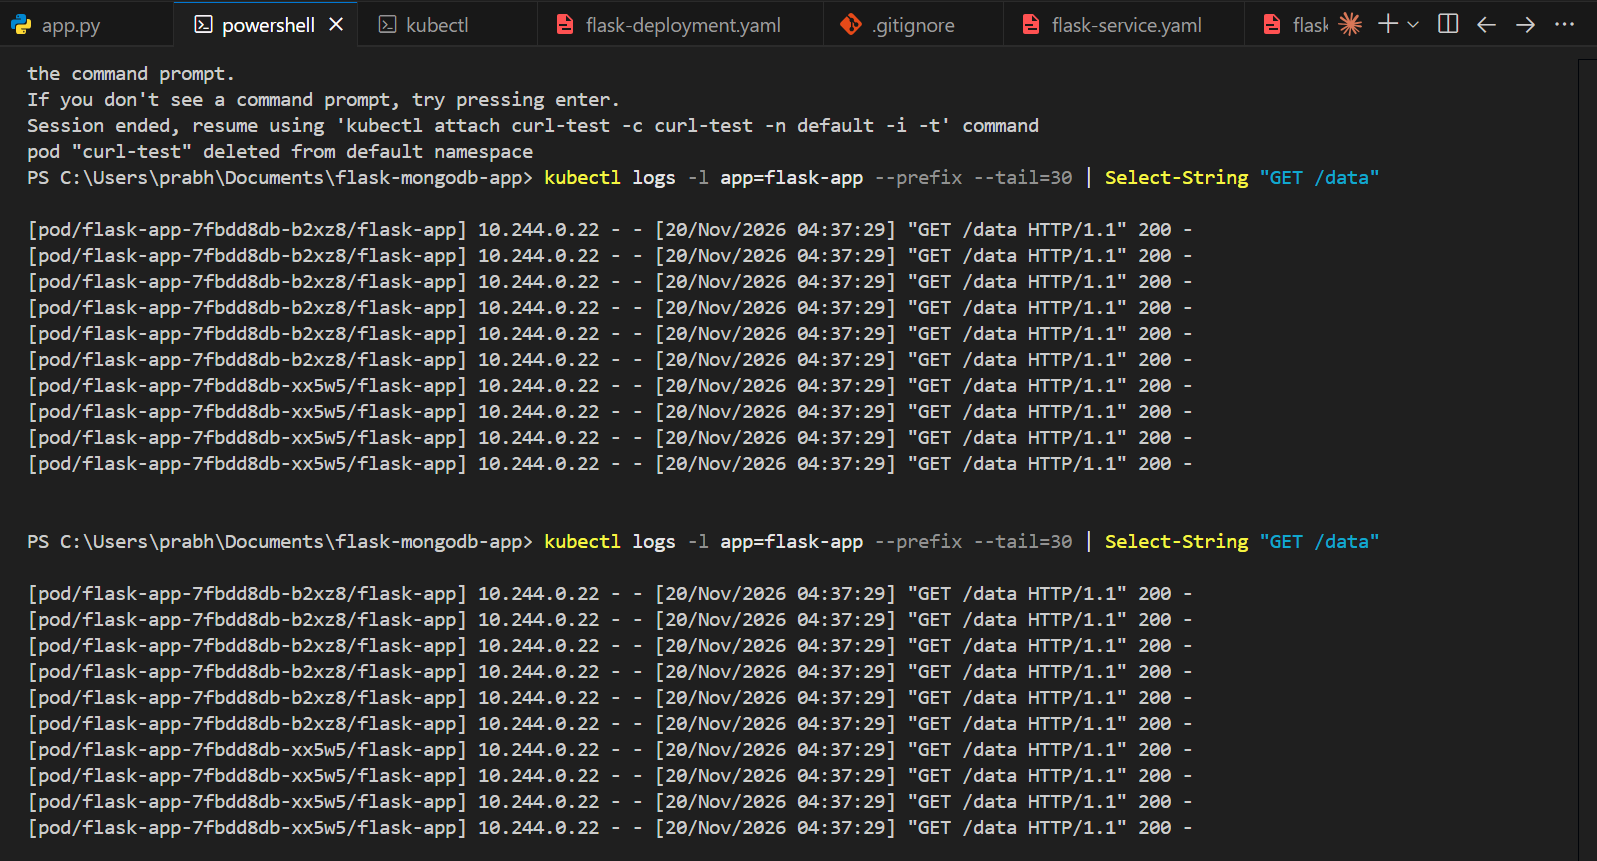 app.py powershell kubectl flask-deployment.yaml .gitignore flask-service.yaml flask
the command prompt.
If you don't see a command prompt, try pressing enter.
Session ended, resume using 'kubectl attach curl-test -c curl-test -n default -i -t' command
pod "curl-test" deleted from default namespace
PS C:\Users\prabh\Documents\flask-mongodb-app> kubectl logs -l app=flask-app --prefix --tail=30 | Select-String "GET /data"
[pod/flask-app-7fbdd8db-b2xz8/flask-app] 10.244.0.22 - - [20/Nov/2026 04:37:29] "GET /data HTTP/1.1" 200 -
[pod/flask-app-7fbdd8db-b2xz8/flask-app] 10.244.0.22 - - [20/Nov/2026 04:37:29] "GET /data HTTP/1.1" 200 -
[pod/flask-app-7fbdd8db-b2xz8/flask-app] 10.244.0.22 - - [20/Nov/2026 04:37:29] "GET /data HTTP/1.1" 200 -
[pod/flask-app-7fbdd8db-b2xz8/flask-app] 10.244.0.22 - - [20/Nov/2026 04:37:29] "GET /data HTTP/1.1" 200 -
[pod/flask-app-7fbdd8db-b2xz8/flask-app] 10.244.0.22 - - [20/Nov/2026 04:37:29] "GET /data HTTP/1.1" 200 -
[pod/flask-app-7fbdd8db-b2xz8/flask-app] 10.244.0.22 - - [20/Nov/2026 04:37:29] "GET /data HTTP/1.1" 200 -
[pod/flask-app-7fbdd8db-xx5w5/flask-app] 10.244.0.22 - - [20/Nov/2026 04:37:29] "GET /data HTTP/1.1" 200 -
[pod/flask-app-7fbdd8db-xx5w5/flask-app] 10.244.0.22 - - [20/Nov/2026 04:37:29] "GET /data HTTP/1.1" 200 -
[pod/flask-app-7fbdd8db-xx5w5/flask-app] 10.244.0.22 - - [20/Nov/2026 04:37:29] "GET /data HTTP/1.1" 200 -
[pod/flask-app-7fbdd8db-xx5w5/flask-app] 10.244.0.22 - - [20/Nov/2026 04:37:29] "GET /data HTTP/1.1" 200 -
PS C:\Users\prabh\Documents\flask-mongodb-app> kubectl logs -l app=flask-app --prefix --tail=30 | Select-String "GET /data"
[pod/flask-app-7fbdd8db-b2xz8/flask-app] 10.244.0.22 - - [20/Nov/2026 04:37:29] "GET /data HTTP/1.1" 200 -
[pod/flask-app-7fbdd8db-b2xz8/flask-app] 10.244.0.22 - - [20/Nov/2026 04:37:29] "GET /data HTTP/1.1" 200 -
[pod/flask-app-7fbdd8db-b2xz8/flask-app] 10.244.0.22 - - [20/Nov/2026 04:37:29] "GET /data HTTP/1.1" 200 -
[pod/flask-app-7fbdd8db-b2xz8/flask-app] 10.244.0.22 - - [20/Nov/2026 04:37:29] "GET /data HTTP/1.1" 200 -
[pod/flask-app-7fbdd8db-b2xz8/flask-app] 10.244.0.22 - - [20/Nov/2026 04:37:29] "GET /data HTTP/1.1" 200 -
[pod/flask-app-7fbdd8db-b2xz8/flask-app] 10.244.0.22 - - [20/Nov/2026 04:37:29] "GET /data HTTP/1.1" 200 -
[pod/flask-app-7fbdd8db-xx5w5/flask-app] 10.244.0.22 - - [20/Nov/2026 04:37:29] "GET /data HTTP/1.1" 200 -
[pod/flask-app-7fbdd8db-xx5w5/flask-app] 10.244.0.22 - - [20/Nov/2026 04:37:29] "GET /data HTTP/1.1" 200 -
[pod/flask-app-7fbdd8db-xx5w5/flask-app] 10.244.0.22 - - [20/Nov/2026 04:37:29] "GET /data HTTP/1.1" 200 -
[pod/flask-app-7fbdd8db-xx5w5/flask-app] 10.244.0.22 - - [20/Nov/2026 04:37:29] "GET /data HTTP/1.1" 200 -